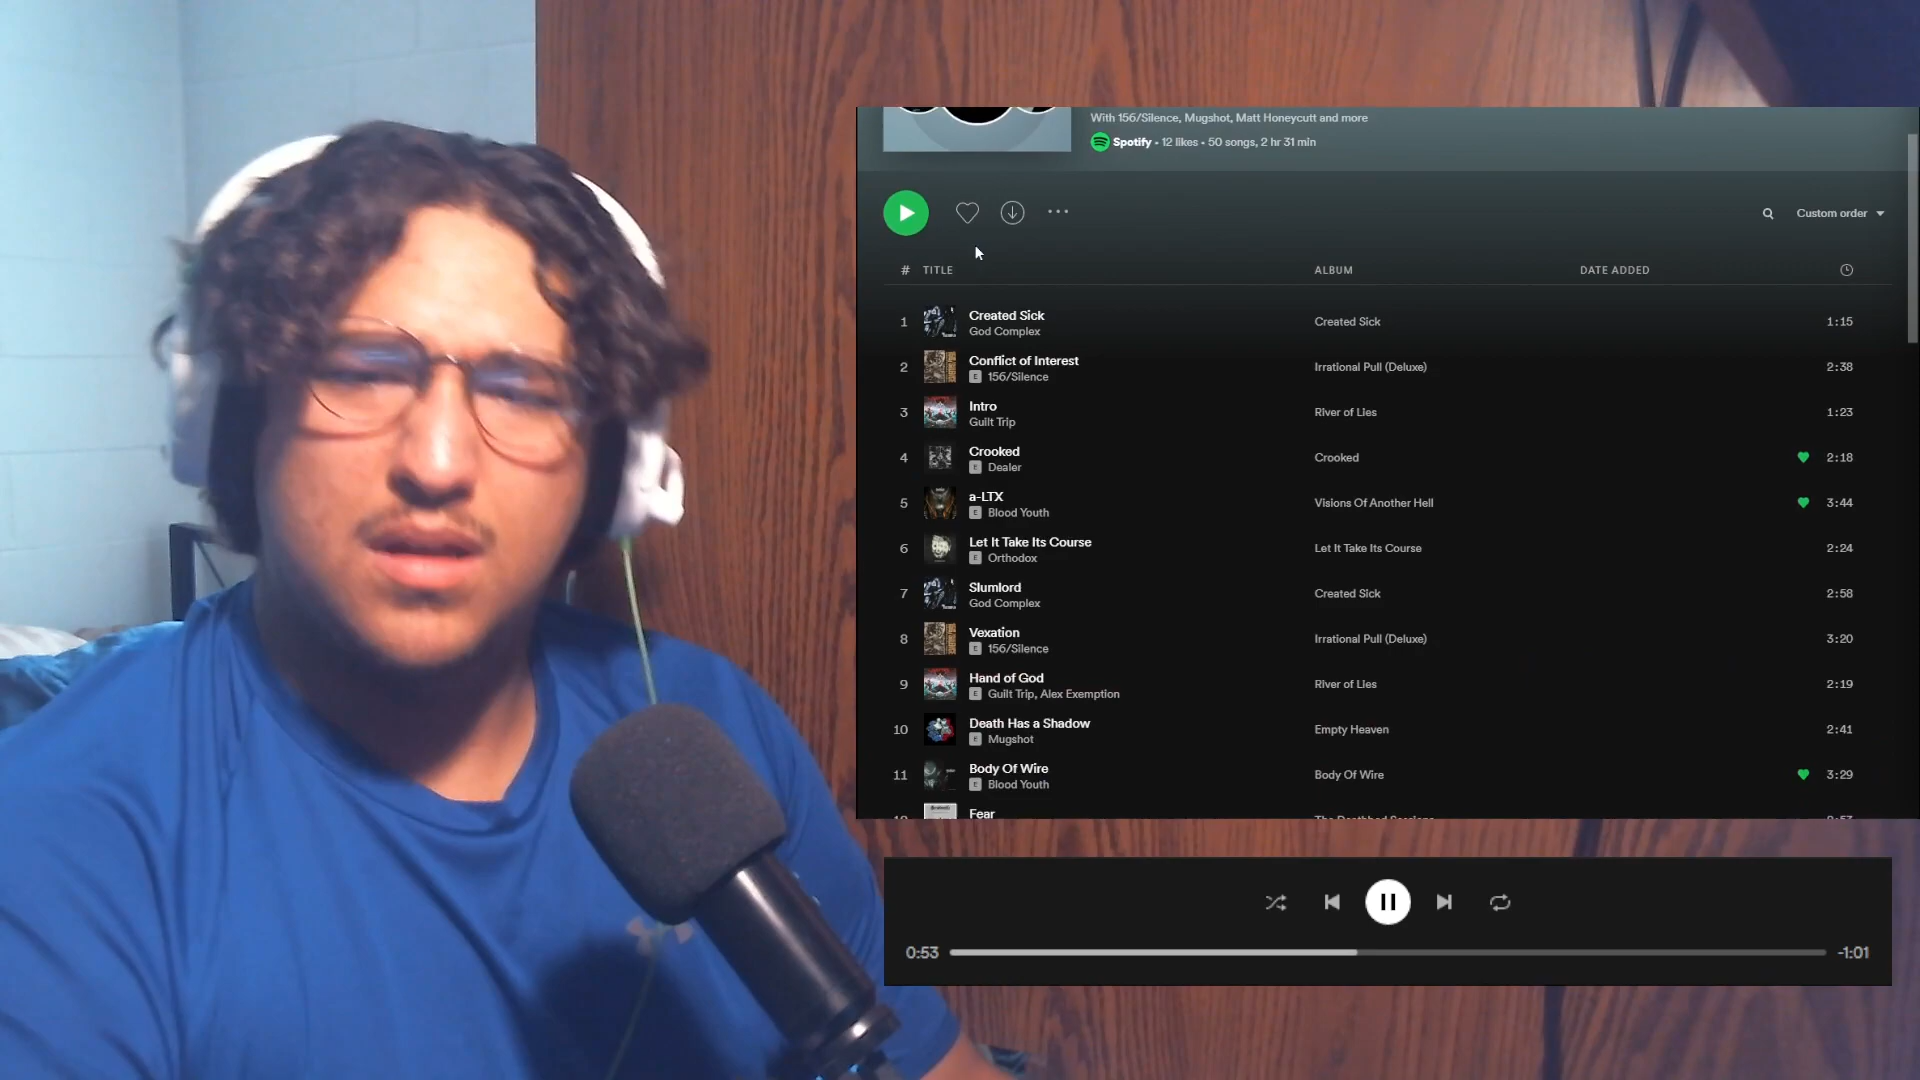 With 156/Silence, Mugshot, Matt Honeycutt and more
Spotify • 12 likes • 50 songs, 2 hr 31 min
Custom order
# TITLE ALBUM DATE ADDED
1 Created Sick Created Sick 1:15
God Complex
2 Conflict of Interest Irrational Pull (Deluxe) 2:38
E 156/Silence
3 Intro River of Lies 1:23
Guilt Trip
4 Crooked Crooked 2:18
E Dealer
5 a-LTX Visions Of Another Hell 3:44
E Blood Youth
6 Let It Take Its Course Let It Take Its Course 2:24
E Orthodox
7 Slumlord Created Sick 2:58
God Complex
8 Vexation Irrational Pull (Deluxe) 3:20
E 156/Silence
9 Hand of God River of Lies 2:19
E Guilt Trip, Alex Exemption
10 Death Has a Shadow Empty Heaven 2:41
E Mugshot
11 Body Of Wire Body Of Wire 3:29
E Blood Youth
Fear
0:53 -1:01